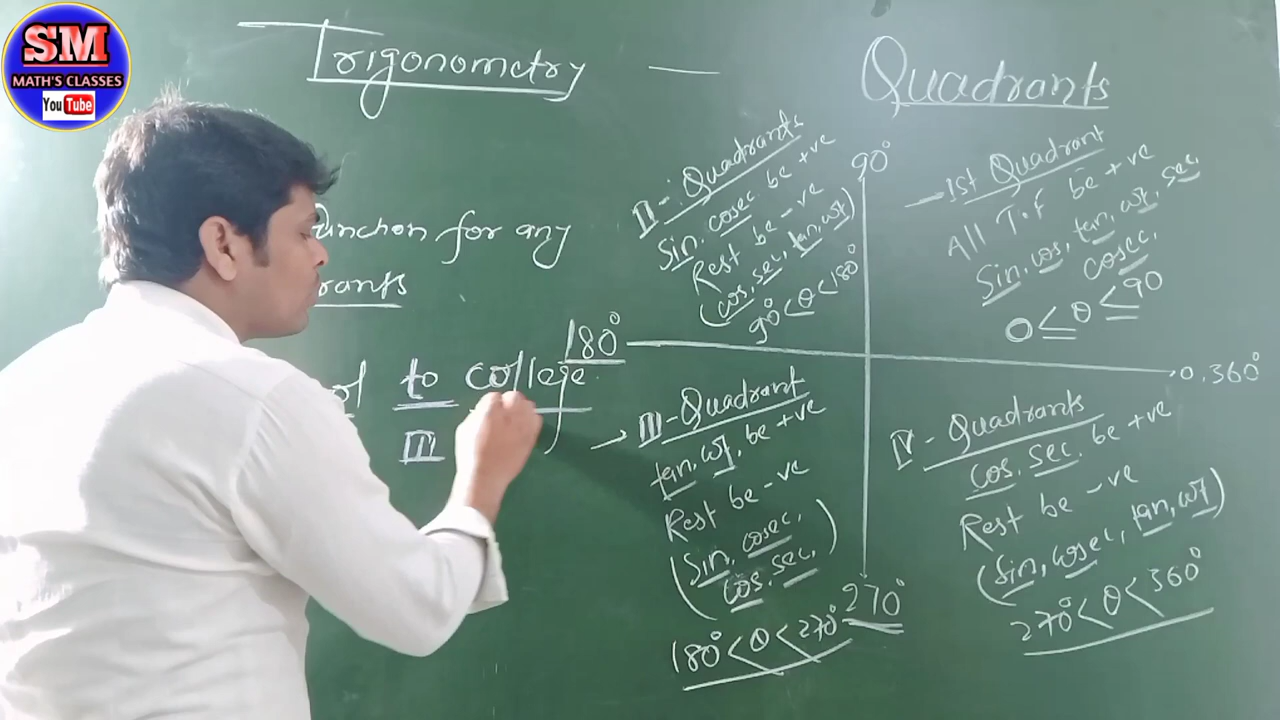 SM
MATH'S CLASSES
YouTube
Trigonometry — Quadrants
function for any
rants
of to college
III
90°
180°
0. 360°
270°
II - Quadrants
Sin. cosec. be +ve
Rest be -ve
(cos, sec, tan, cot)
90° < θ < 180°
1st Quadrant
All T.F be +ve
Sin, cos, tan, cot, sec,
cosec,
0 ≤ θ ≤ 90
III - Quadrant
tan, cot, be +ve
Rest be -ve
(Sin, cosec,
cos. sec,)
180° < θ < 270°
IV - Quadrants
cos. sec. be +ve
Rest be -ve
(Sin, cosec, tan, cot)
270° < θ < 360°